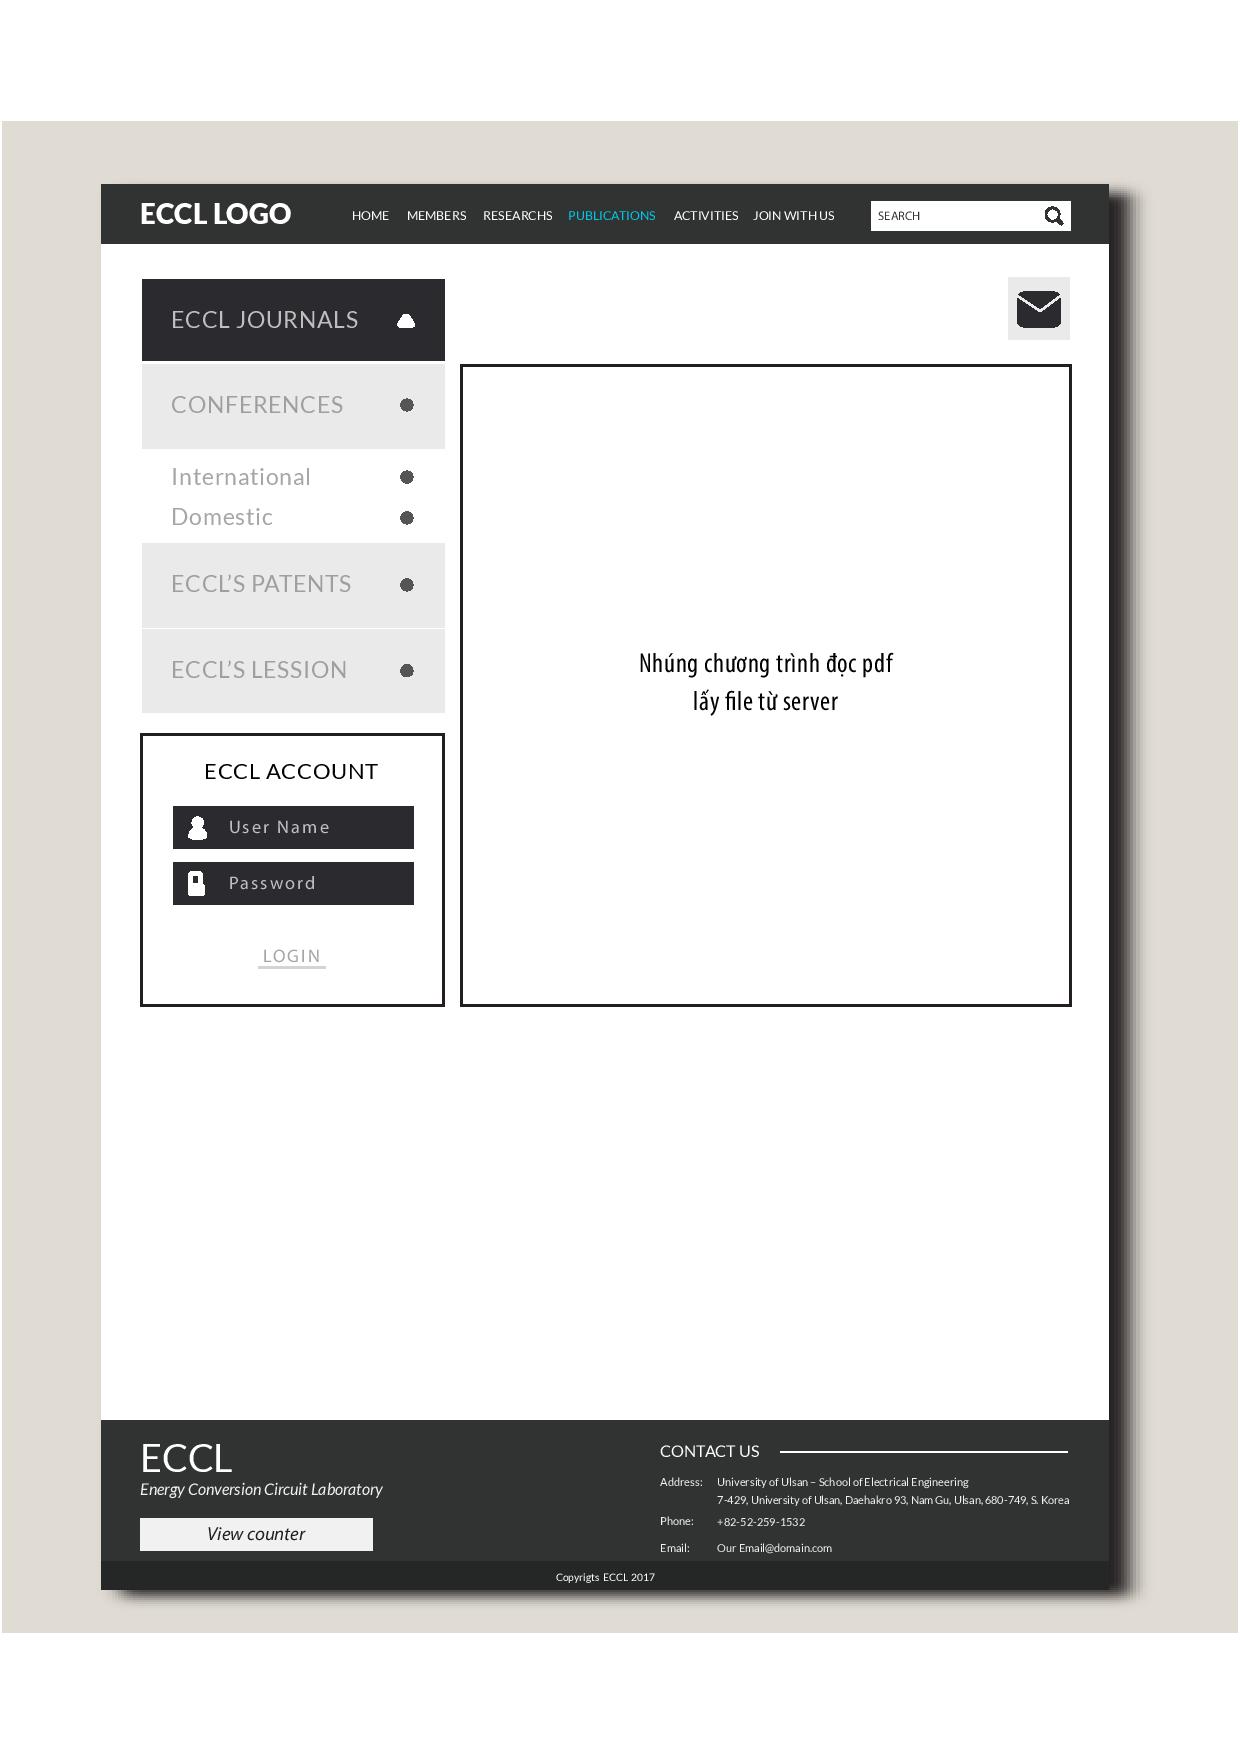 ECCL LOGO
HOME MEMBERS RESEARCHS PUBLICATIONS ACTIVITIES JOIN WITH US
SEARCH
ECCL JOURNALS
CONFERENCES
International
Domestic
ECCL'S PATENTS
ECCL'S LESSION
ECCL ACCOUNT
User Name
Password
LOGIN
Nhúng chương trình đọc pdf
lấy file từ server
ECCL
Energy Conversion Circuit Laboratory
View counter
CONTACT US
Address: University of Ulsan – School of Electrical Engineering
7-429, University of Ulsan, Daehakro 93, Nam Gu, Ulsan, 680-749, S. Korea
Phone: +82-52-259-1532
Email: Our Email@domain.com
Copyrigts ECCL 2017